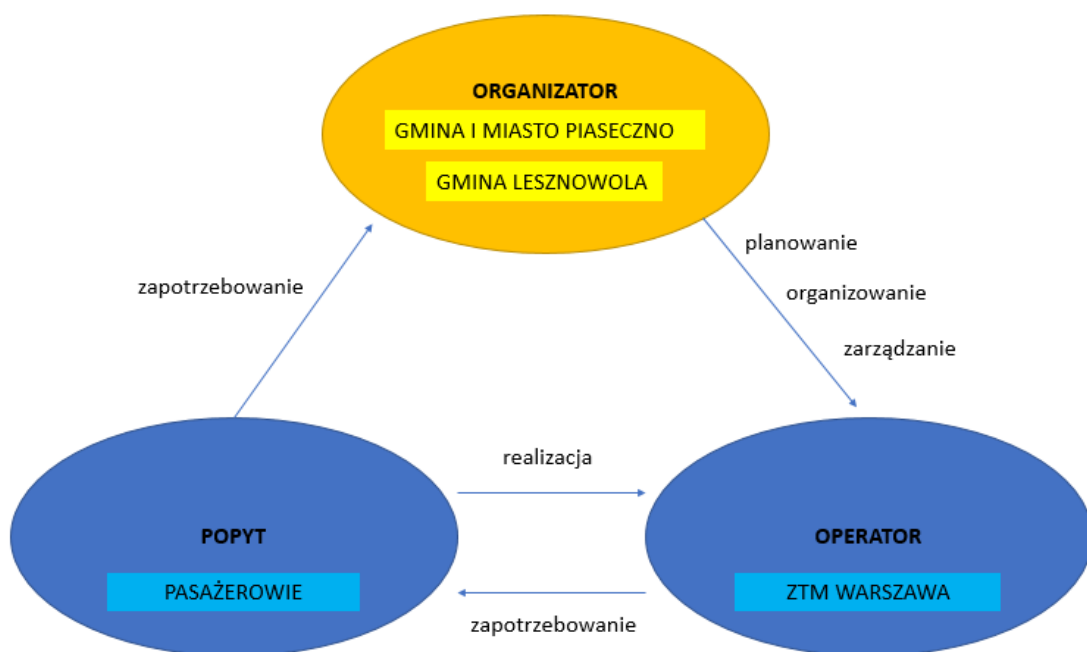 ORGANIZATOR
GMINA I MIASTO PIASECZNO
GMINA LESZNOWOLA
planowanie
zapotrzebowanie
organizowanie
zarządzanie
realizacja
POPYT
OPERATOR
PASAŻEROWIE
ZTM WARSZAWA
zapotrzebowanie